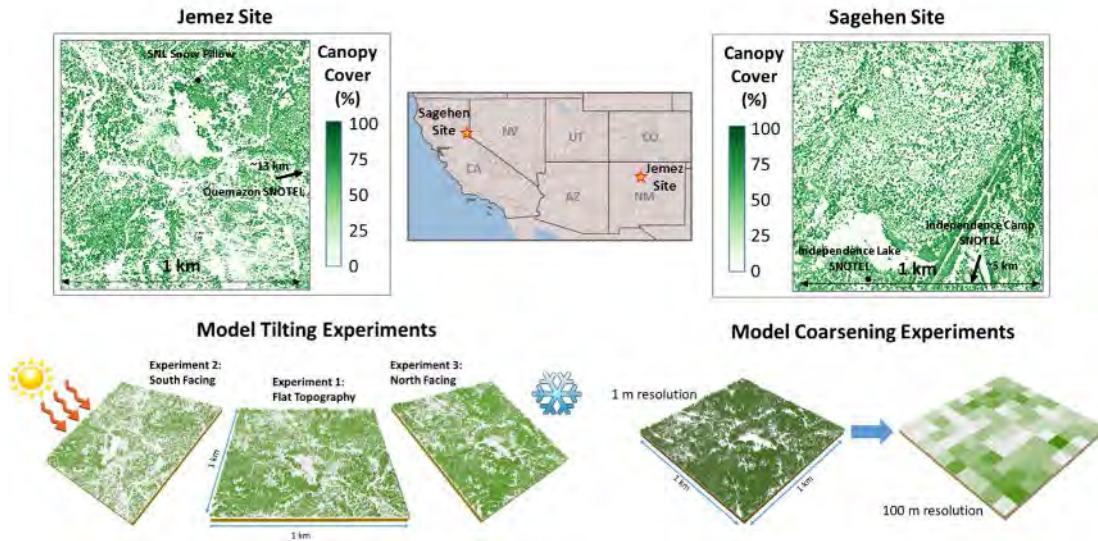 Jemez Site
SNL Snow Pillow
~13 km
Quemazon SNOTEL
1 km
Canopy
Cover
(%)
100
75
50
25
0
Sagehen
Site
NV
UT
CO
CA
AZ
NM
Jemez
Site
Sagehen Site
Canopy
Cover
(%)
100
75
50
25
0
Independence Camp
SNOTEL
Independence Lake
SNOTEL
1 km
5 km
Model Tilting Experiments
Experiment 2:
South Facing
Experiment 1:
Flat Topography
Experiment 3:
North Facing
1 km
1 km
Model Coarsening Experiments
1 m resolution
1 km
1 km
100 m resolution